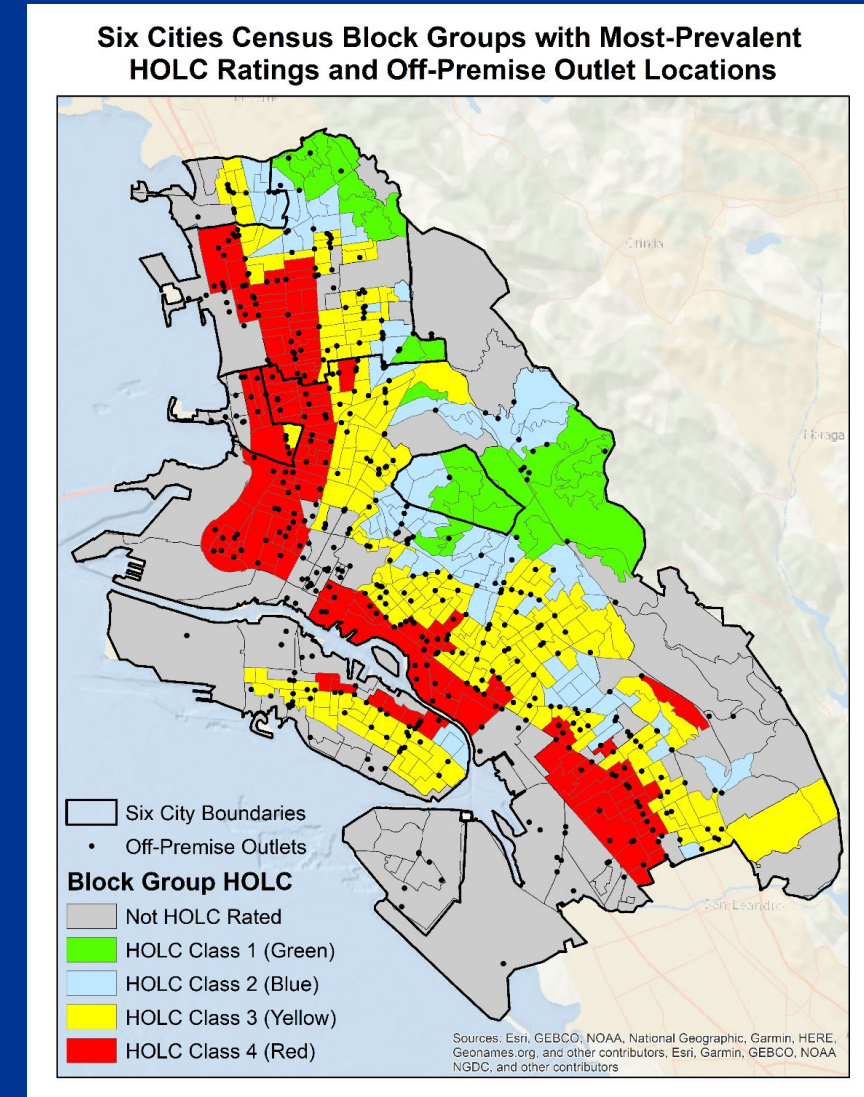 Six Cities Census Block Groups with Most-Prevalent
HOLC Ratings and Off-Premise Outlet Locations
Orinda
Moraga
Six City Boundaries
Off-Premise Outlets
Block Group HOLC
Not HOLC Rated
HOLC Class 1 (Green)
HOLC Class 2 (Blue)
HOLC Class 3 (Yellow)
HOLC Class 4 (Red)
San Leandro
Sources: Esri, GEBCO, NOAA, National Geographic, Garmin, HERE,
Geonames.org, and other contributors, Esri, Garmin, GEBCO, NOAA
NGDC, and other contributors